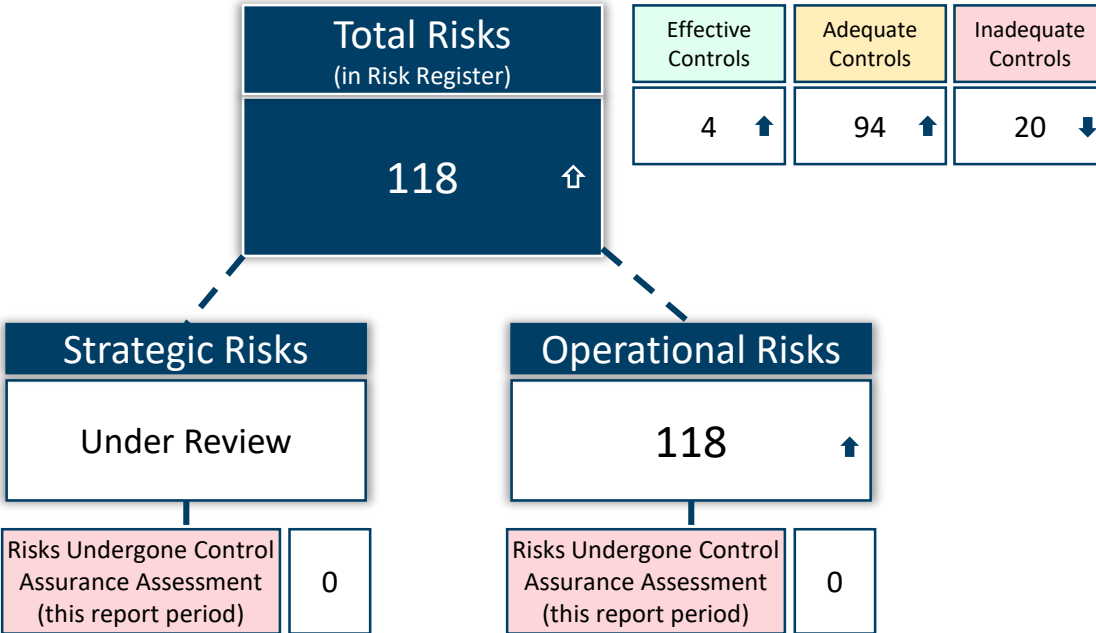 Total Risks
(in Risk Register)
118
Effective
Controls
4
Adequate
Controls
94
Inadequate
Controls
20
Strategic Risks
Under Review
Risks Undergone Control
Assurance Assessment
(this report period)
0
Operational Risks
118
Risks Undergone Control
Assurance Assessment
(this report period)
0